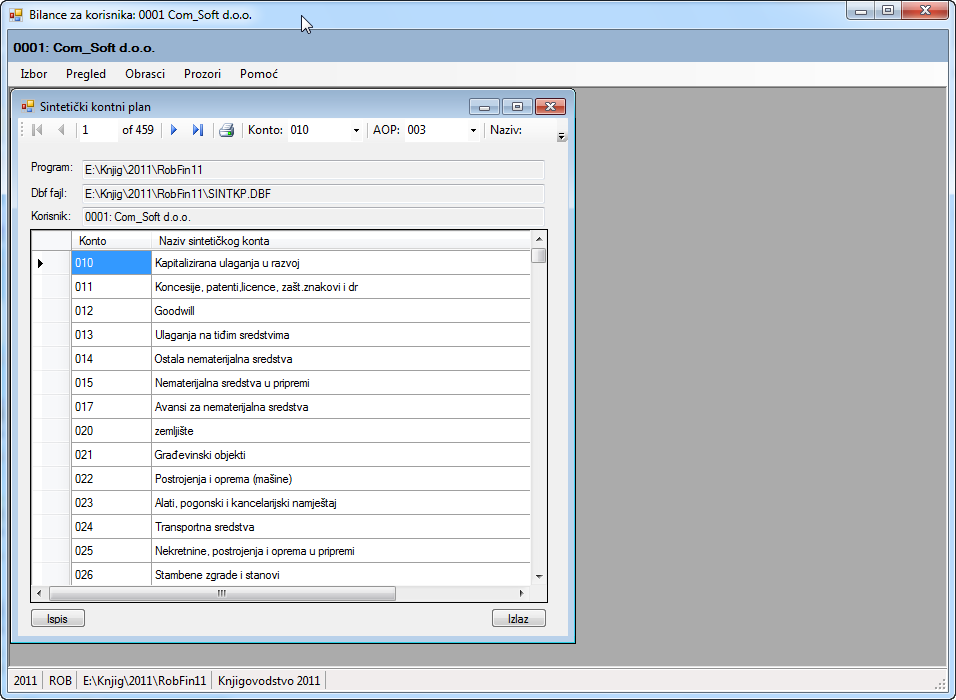 Bilance za korisnika: 0001 Com_Soft d.o.o.
0001: Com_Soft d.o.o.
Izbor Pregled Obrasci Prozori Pomoć
Sintetički kontni plan
1 of 459 Konto: 010 AOP: 003 Naziv:
Program: E:\Knjig\2011\RobFin11
Dbf fajl: E:\Knjig\2011\RobFin11\SINTKP.DBF
Korisnik: 0001: Com_Soft d.o.o.
Konto Naziv sintetičkog konta
010 Kapitalizirana ulaganja u razvoj
011 Koncesije, patenti,licence, zašt.znakovi i dr
012 Goodwill
013 Ulaganja na tiđim sredstvima
014 Ostala nematerijalna sredstva
015 Nematerijalna sredstva u pripremi
017 Avansi za nematerijalna sredstva
020 zemljište
021 Građevinski objekti
022 Postrojenja i oprema (mašine)
023 Alati, pogonski i kancelarijski namještaj
024 Transportna sredstva
025 Nekretnine, postrojenja i oprema u pripremi
026 Stambene zgrade i stanovi
Ispis Izlaz
2011 ROB E:\Knjig\2011\RobFin11 Knjigovodstvo 2011